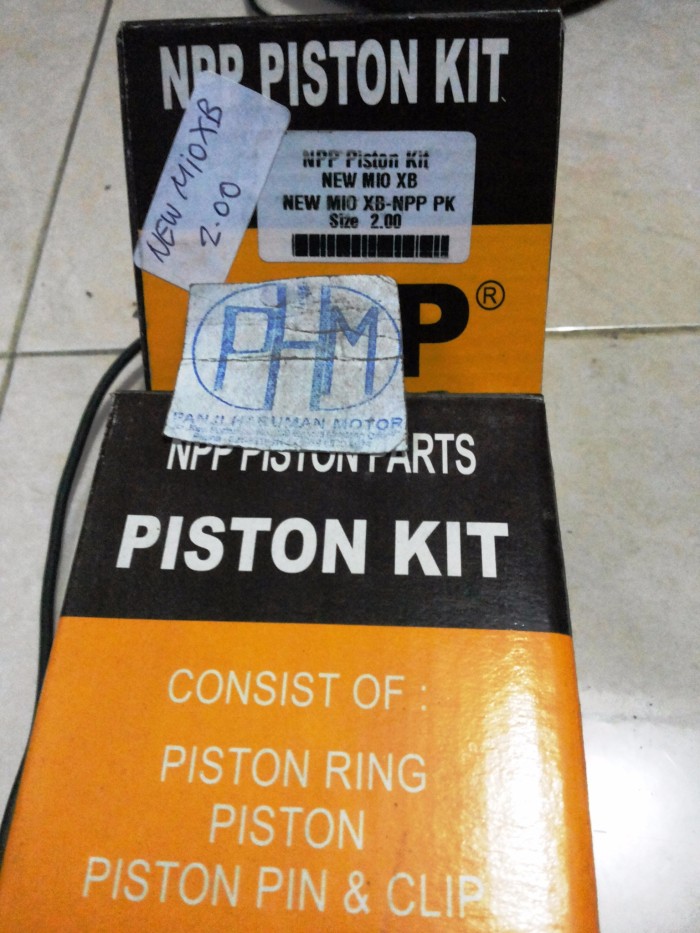 NPP PISTON KIT
NEW MIO XB
2.00
NPP Piston Kit
NEW MIO XB
NEW MIO XB-NPP PK
Size 2.00
P®
PHM
PANJI HARUMAN MOTOR
NPP PISTON PARTS
PISTON KIT
CONSIST OF :
PISTON RING
PISTON
PISTON PIN & CLIP